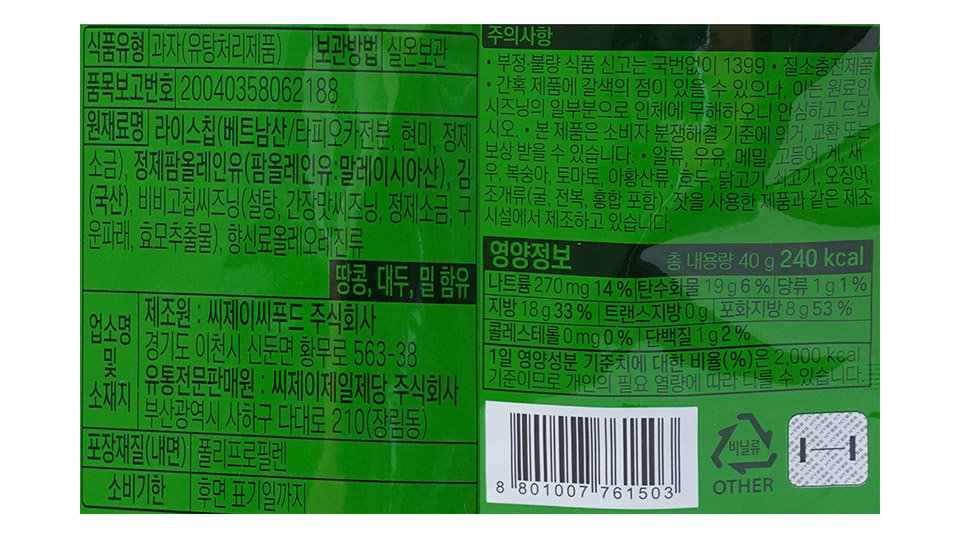 식품유형 과자(유탕처리제품) 보관방법 실온보관
품목보고번호 20040358062188
원재료명 라이스칩(베트남산/타피오카전분, 현미, 정제
소금), 정제팜올레인유(팜올레인유:말레이시아산), 김
(국산), 비비고칩씨즈닝(설탕, 간장맛씨즈닝, 정제소금, 구
운파래, 효모추출물), 향신료올레오레진류
땅콩, 대두, 밀 함유
업소명
및
소재지
제조원 : 씨제이씨푸드 주식회사
경기도 이천시 신둔면 황무로 563-38
유통전문판매원 : 씨제이제일제당 주식회사
부산광역시 사하구 다대로 210(장림동)
포장재질(내면) 폴리프로필렌
소비기한 후면 표기일까지
주의사항
• 부정·불량 식품 신고는 국번없이 1399 • 질소충전제품
• 간혹 제품에 갈색의 점이 있을 수 있으나, 이는 원료인
시즈닝의 일부분으로 인체에 무해하오니 안심하고 드십
시오. • 본 제품은 소비자 분쟁해결 기준에 의거, 교환 또는
보상 받을 수 있습니다. • 알류, 우유, 메밀, 고등어, 게, 새
우, 복숭아, 토마토, 아황산류, 호두, 닭고기, 쇠고기, 오징어,
조개류(굴, 전복, 홍합 포함), 잣을 사용한 제품과 같은 제조
시설에서 제조하고 있습니다.
영양정보 총 내용량 40 g 240 kcal
나트륨 270 mg 14 % 탄수화물 19 g 6 % 당류 1 g 1 %
지방 18 g 33 % 트랜스지방 0 g 포화지방 8 g 53 %
콜레스테롤 0 mg 0 % 단백질 1 g 2 %
1일 영양성분 기준치에 대한 비율(%)은 2,000 kcal
기준이므로 개인의 필요 열량에 따라 다를 수 있습니다.
8 801007 761503
비닐류
OTHER